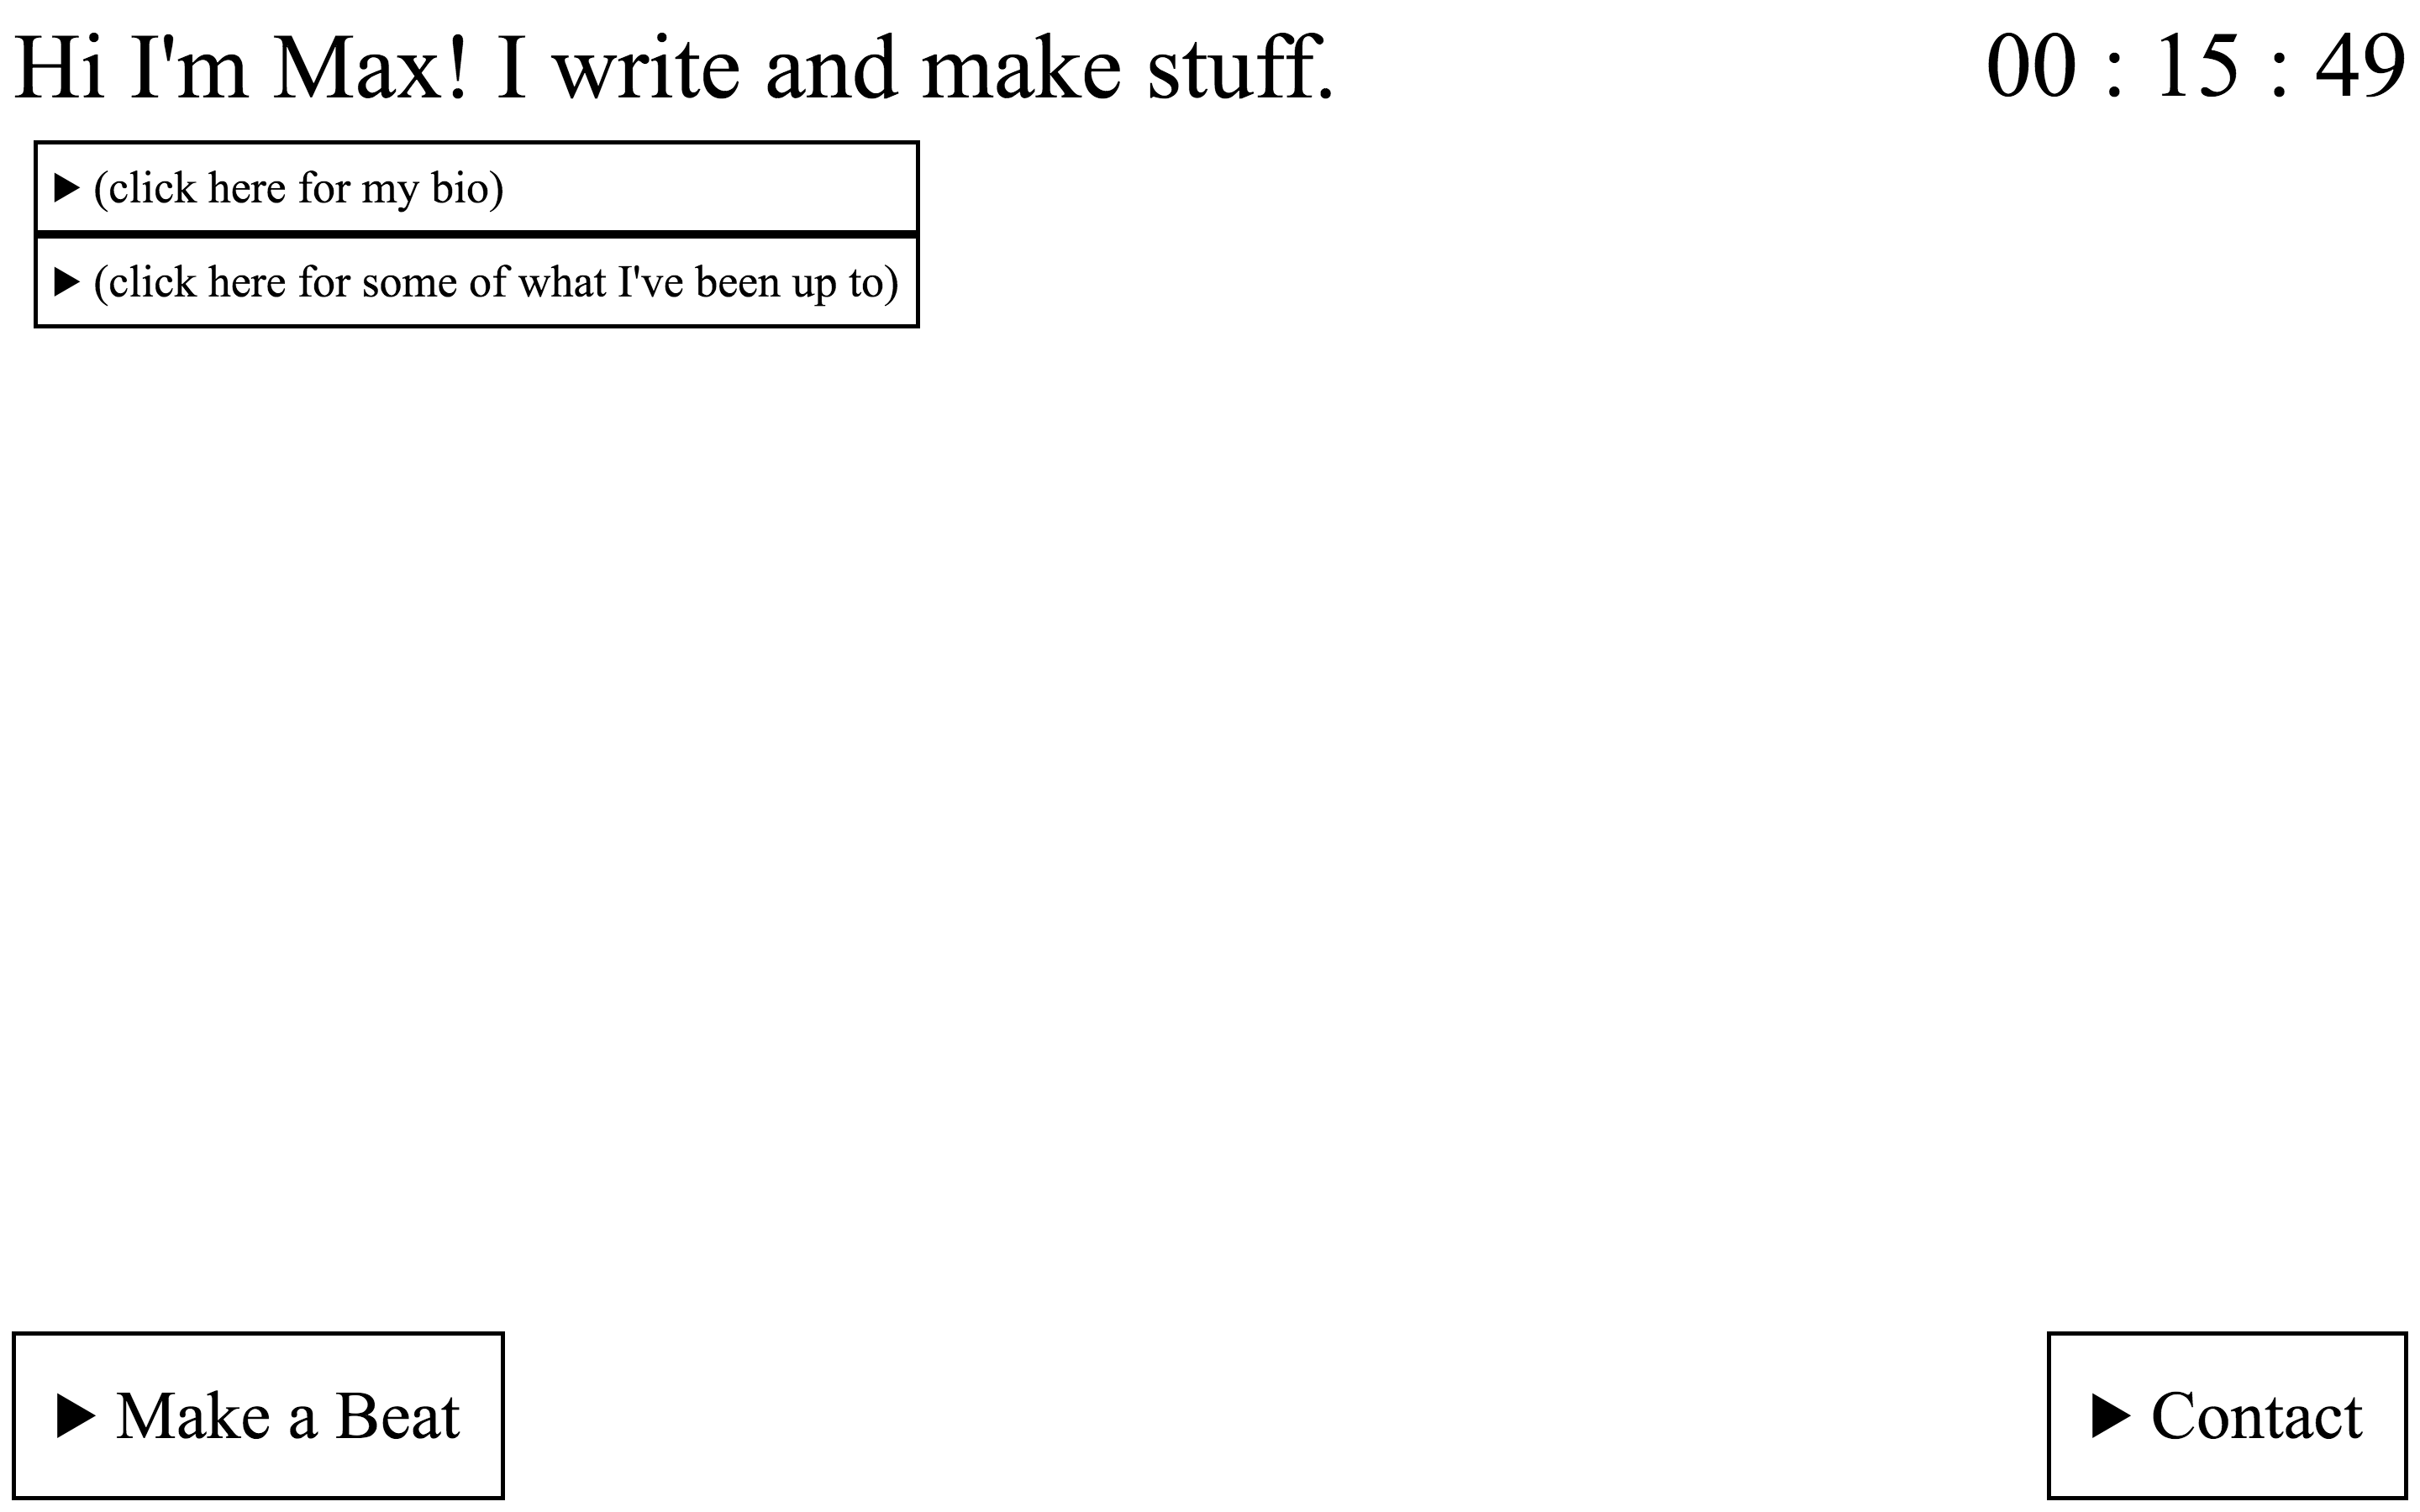 Hi I'm Max! I write and make stuff.
00 : 15 : 49
(click here for my bio)
(click here for some of what I've been up to)
Make a Beat
Contact